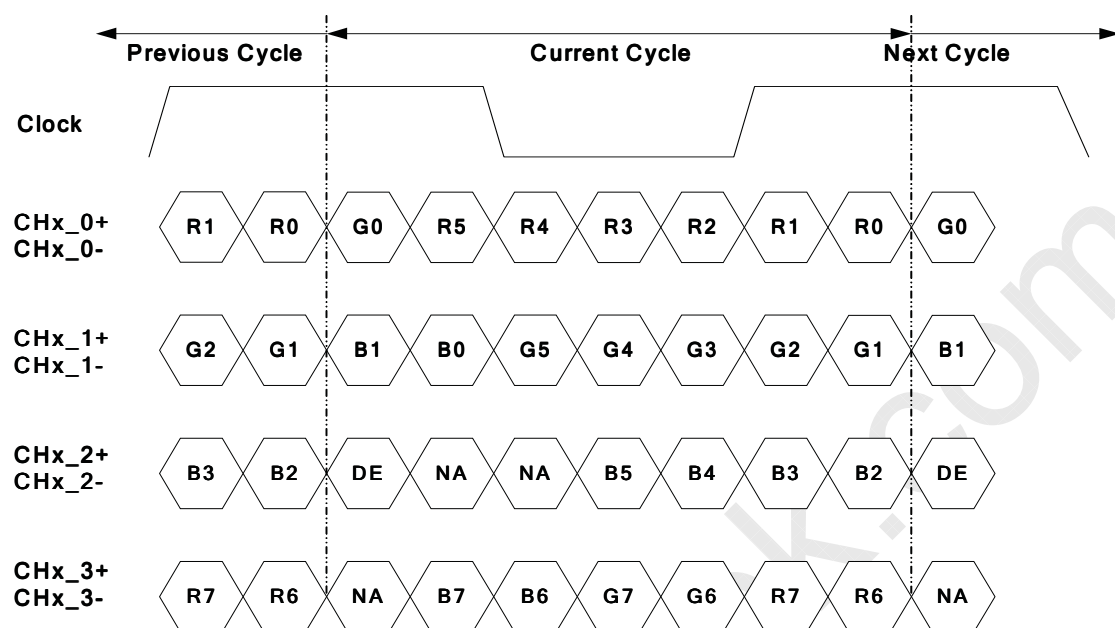 Previous Cycle Current Cycle Next Cycle
Clock
CHx_0+
CHx_0-
R1 R0 G0 R5 R4 R3 R2 R1 R0 G0
CHx_1+
CHx_1-
G2 G1 B1 B0 G5 G4 G3 G2 G1 B1
CHx_2+
CHx_2-
B3 B2 DE NA NA B5 B4 B3 B2 DE
CHx_3+
CHx_3-
R7 R6 NA B7 B6 G7 G6 R7 R6 NA
k.com